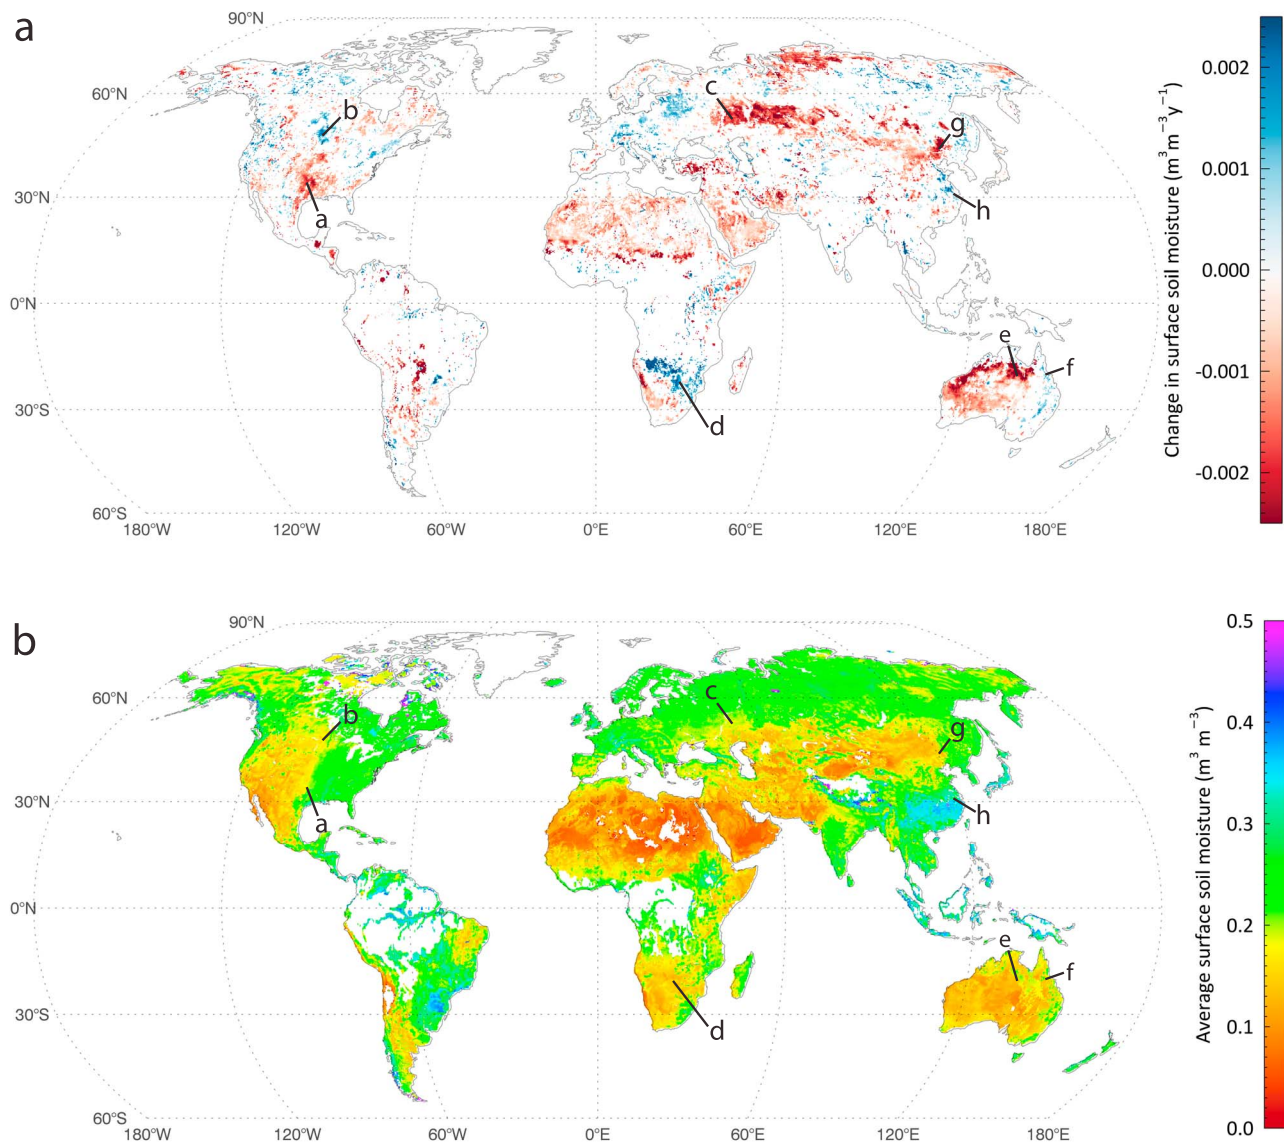 a
90°N
60°N
30°N
0°N
30°S
60°S
180°W
120°W
60°W
0°E
60°E
120°E
180°E
b
a
c
g
h
d
e
f
0.002
0.001
0.000
-0.001
-0.002
Change in surface soil moisture (m³ m⁻³ y⁻¹)
b
90°N
60°N
30°N
0°N
30°S
60°S
180°W
120°W
60°W
0°E
60°E
120°E
180°E
b
a
c
g
h
d
e
f
0.5
0.4
0.3
0.2
0.1
0.0
Average surface soil moisture (m³ m⁻³)